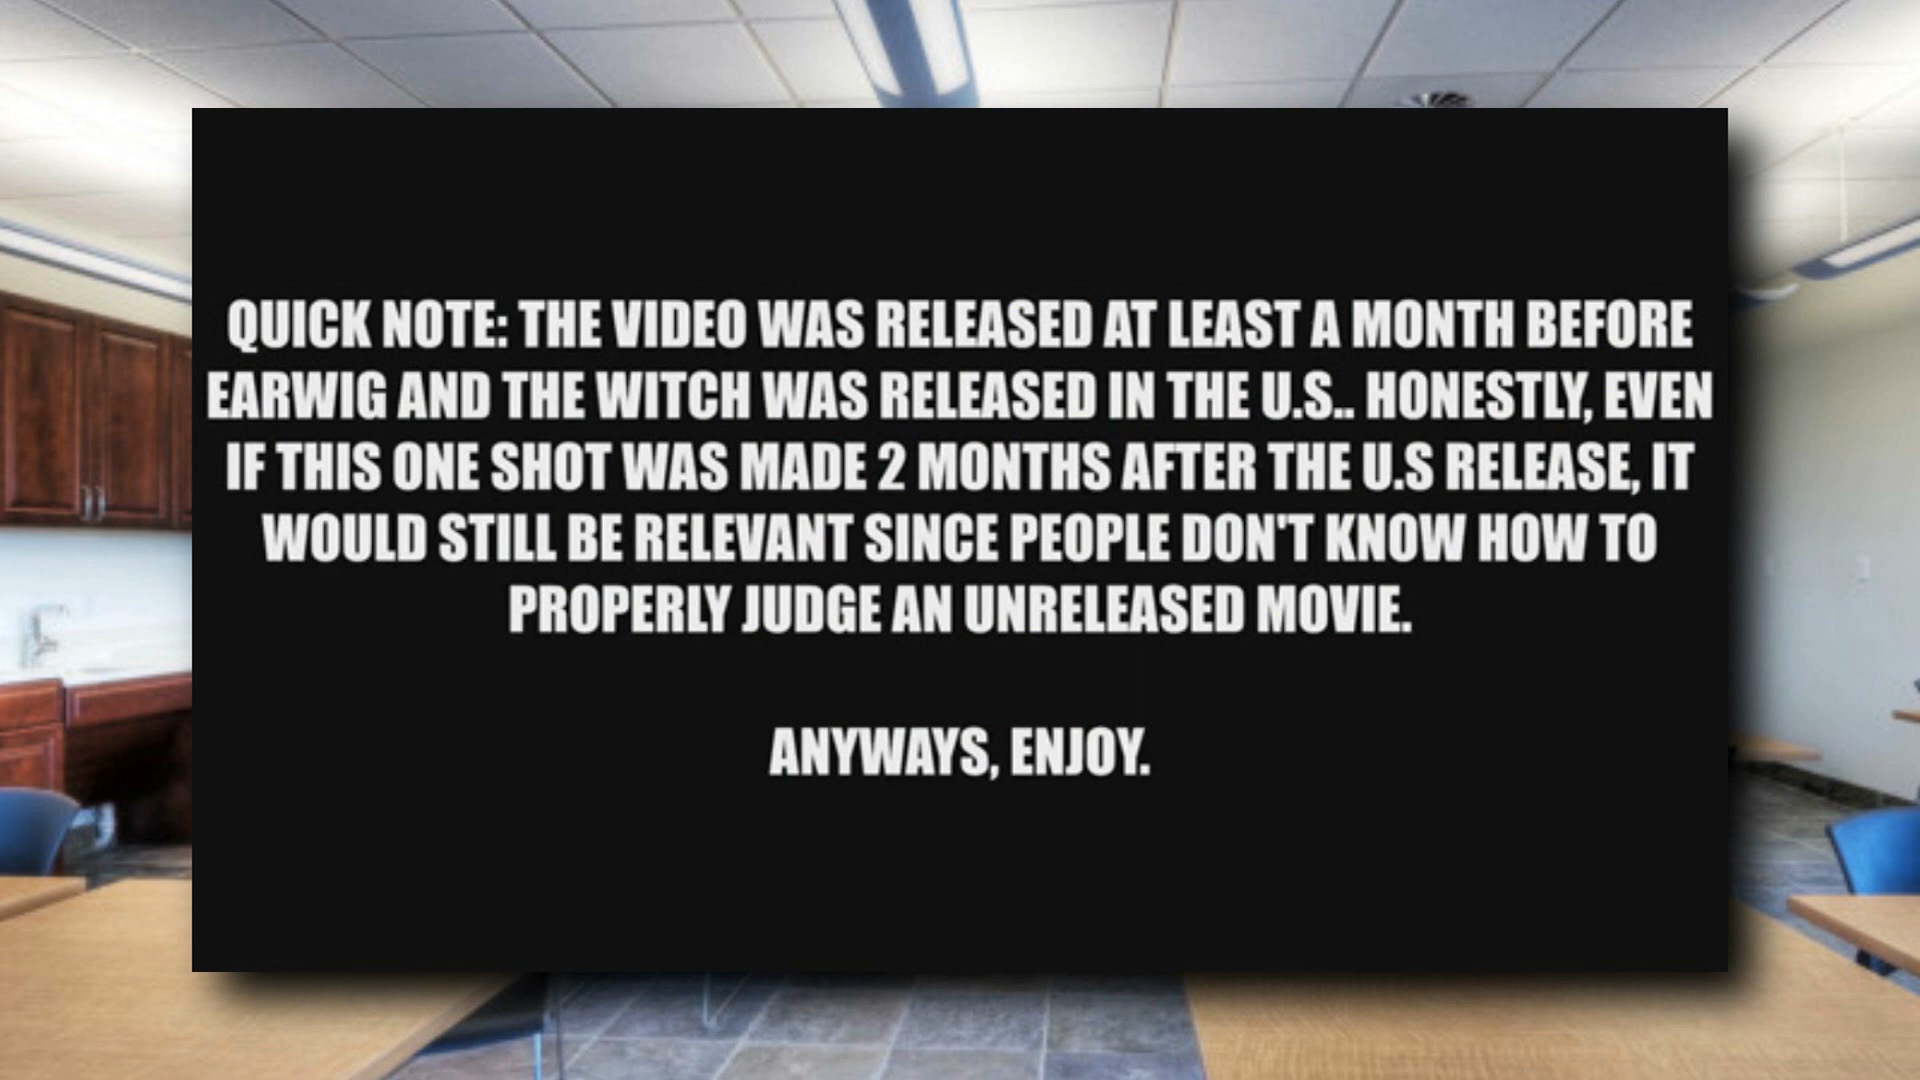 QUICK NOTE: THE VIDEO WAS RELEASED AT LEAST A MONTH BEFORE
EARWIG AND THE WITCH WAS RELEASED IN THE U.S.. HONESTLY, EVEN
IF THIS ONE SHOT WAS MADE 2 MONTHS AFTER THE U.S RELEASE, IT
WOULD STILL BE RELEVANT SINCE PEOPLE DON'T KNOW HOW TO
PROPERLY JUDGE AN UNRELEASED MOVIE.
ANYWAYS, ENJOY.